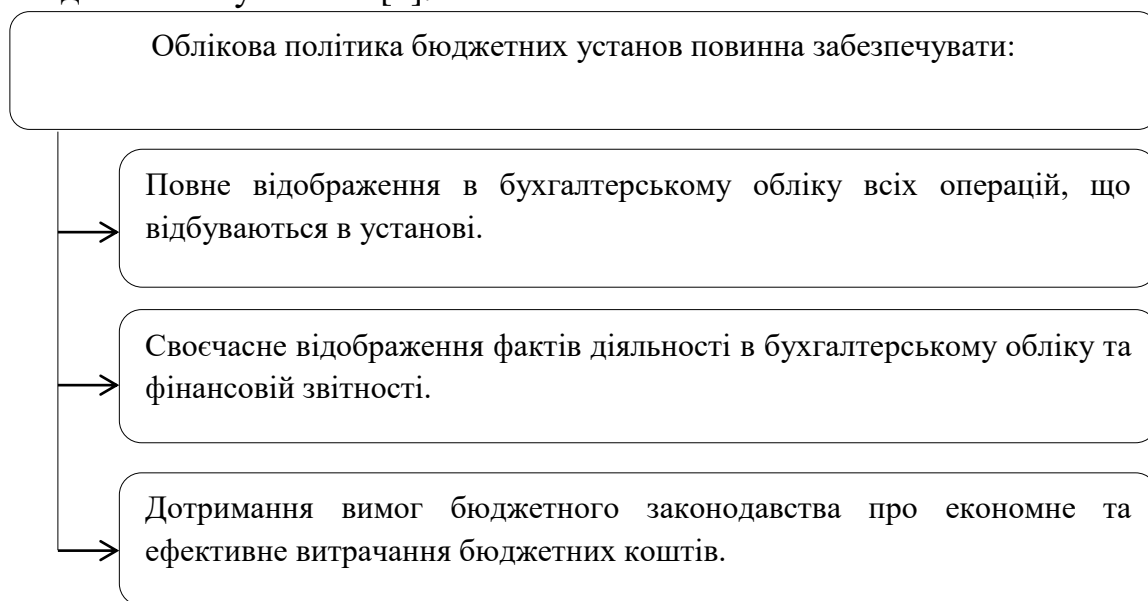 Облікова політика бюджетних установ повинна забезпечувати:
Повне відображення в бухгалтерському обліку всіх операцій, що
відбуваються в установі.
Своєчасне відображення фактів діяльності в бухгалтерському обліку та
фінансовій звітності.
Дотримання вимог бюджетного законодавства про економне та
ефективне витрачання бюджетних коштів.